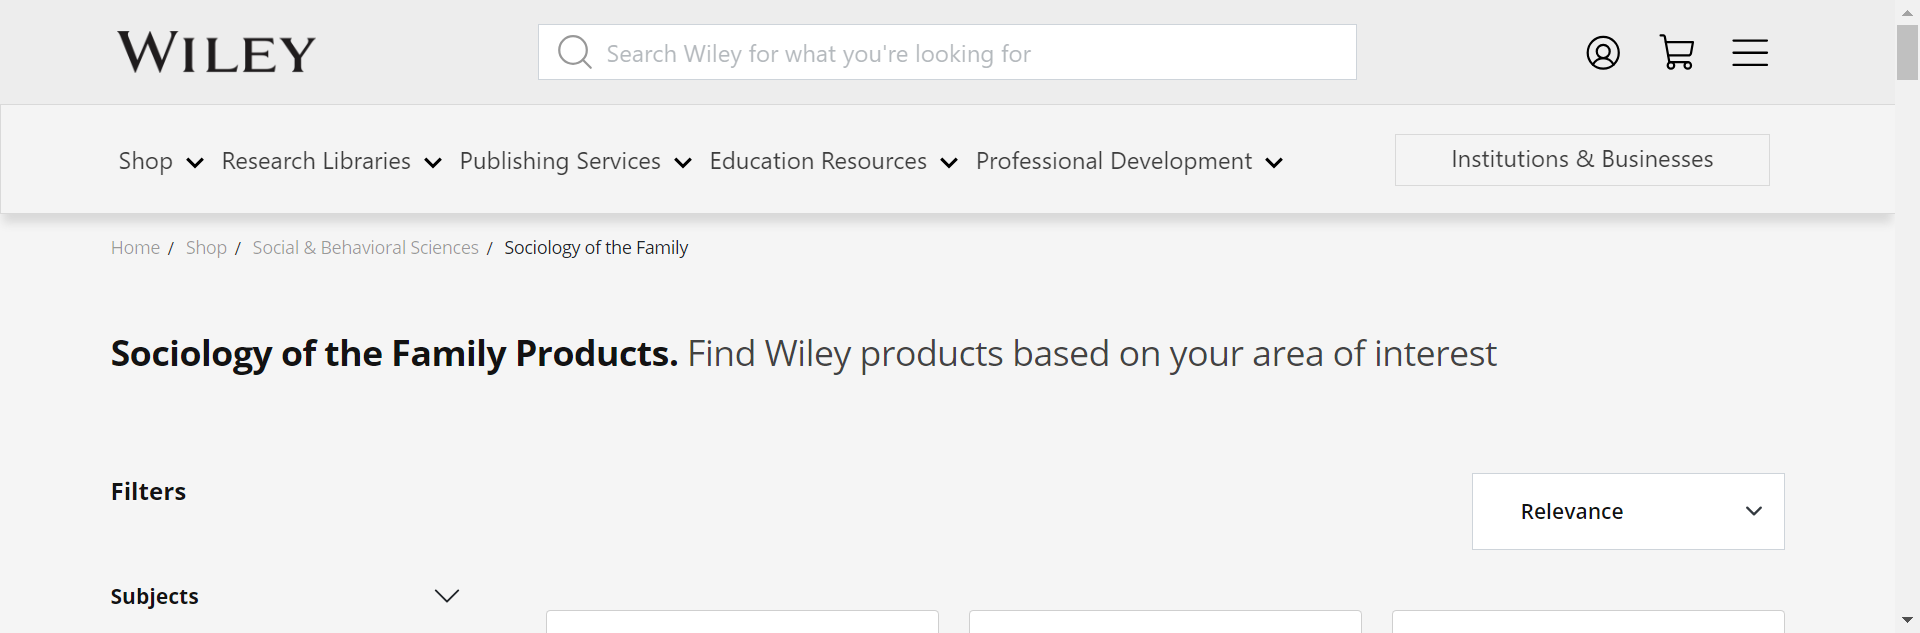 WILEY
Search Wiley for what you're looking for
Shop Research Libraries Publishing Services Education Resources Professional Development Institutions & Businesses
Home / Shop / Social & Behavioral Sciences / Sociology of the Family
Sociology of the Family Products. Find Wiley products based on your area of interest
Filters
Relevance
Subjects